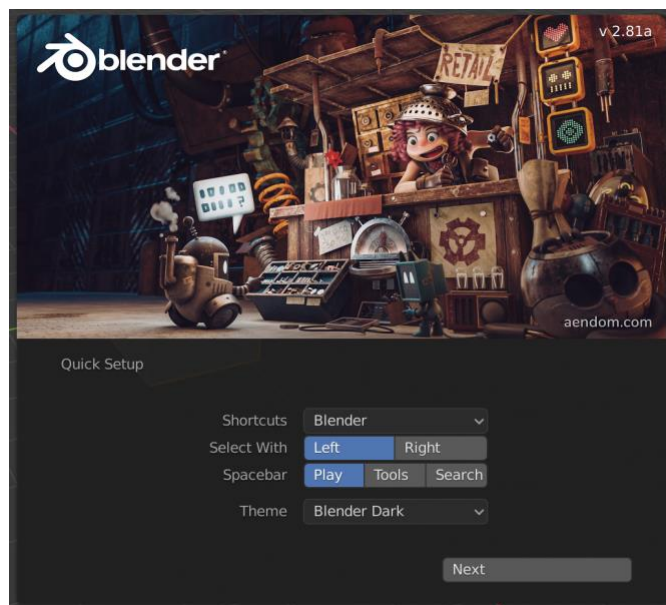 blender
v 2.81a
RETAIL
aendom.com
Quick Setup
Shortcuts Blender
Select With Left Right
Spacebar Play Tools Search
Theme Blender Dark
Next